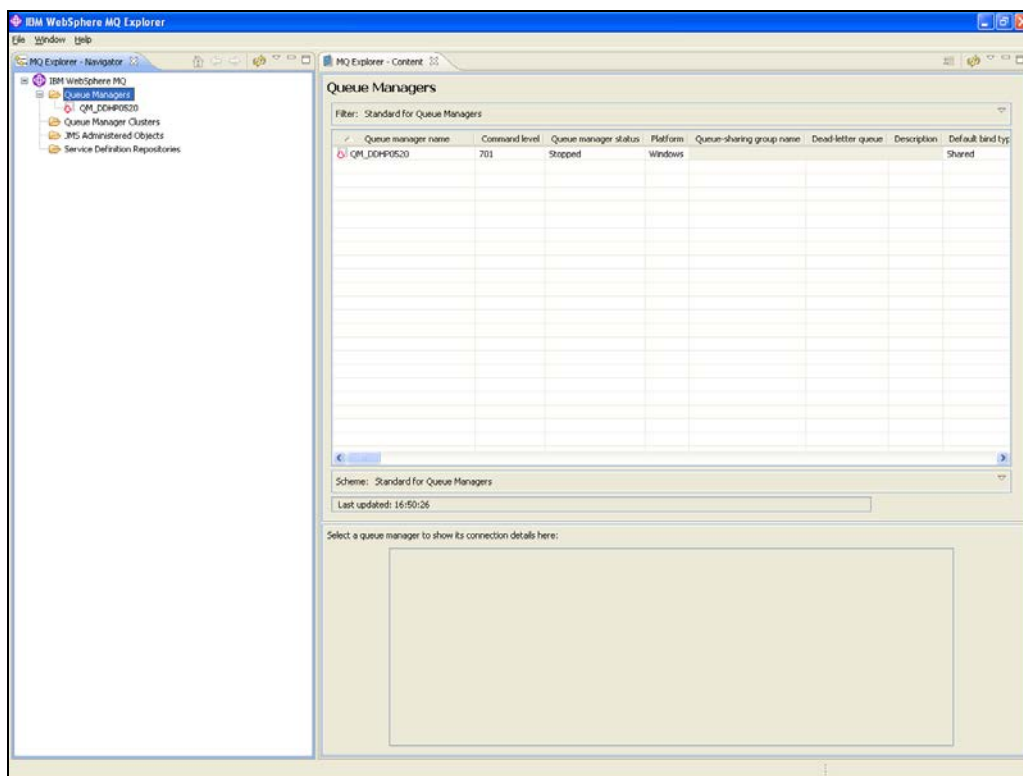 IBM WebSphere MQ Explorer
File Window Help
MQ Explorer - Navigator
IBM WebSphere MQ
Queue Managers
QM_DDHP0520
Queue Manager Clusters
JMS Administered Objects
Service Definition Repositories
MQ Explorer - Content
Queue Managers
Filter: Standard for Queue Managers
Queue manager name Command level Queue manager status Platform Queue-sharing group name Dead-letter queue Description Default bind typ
QM_DDHP0520 701 Stopped Windows Shared
Scheme: Standard for Queue Managers
Last updated: 16:50:26
Select a queue manager to show its connection details here: